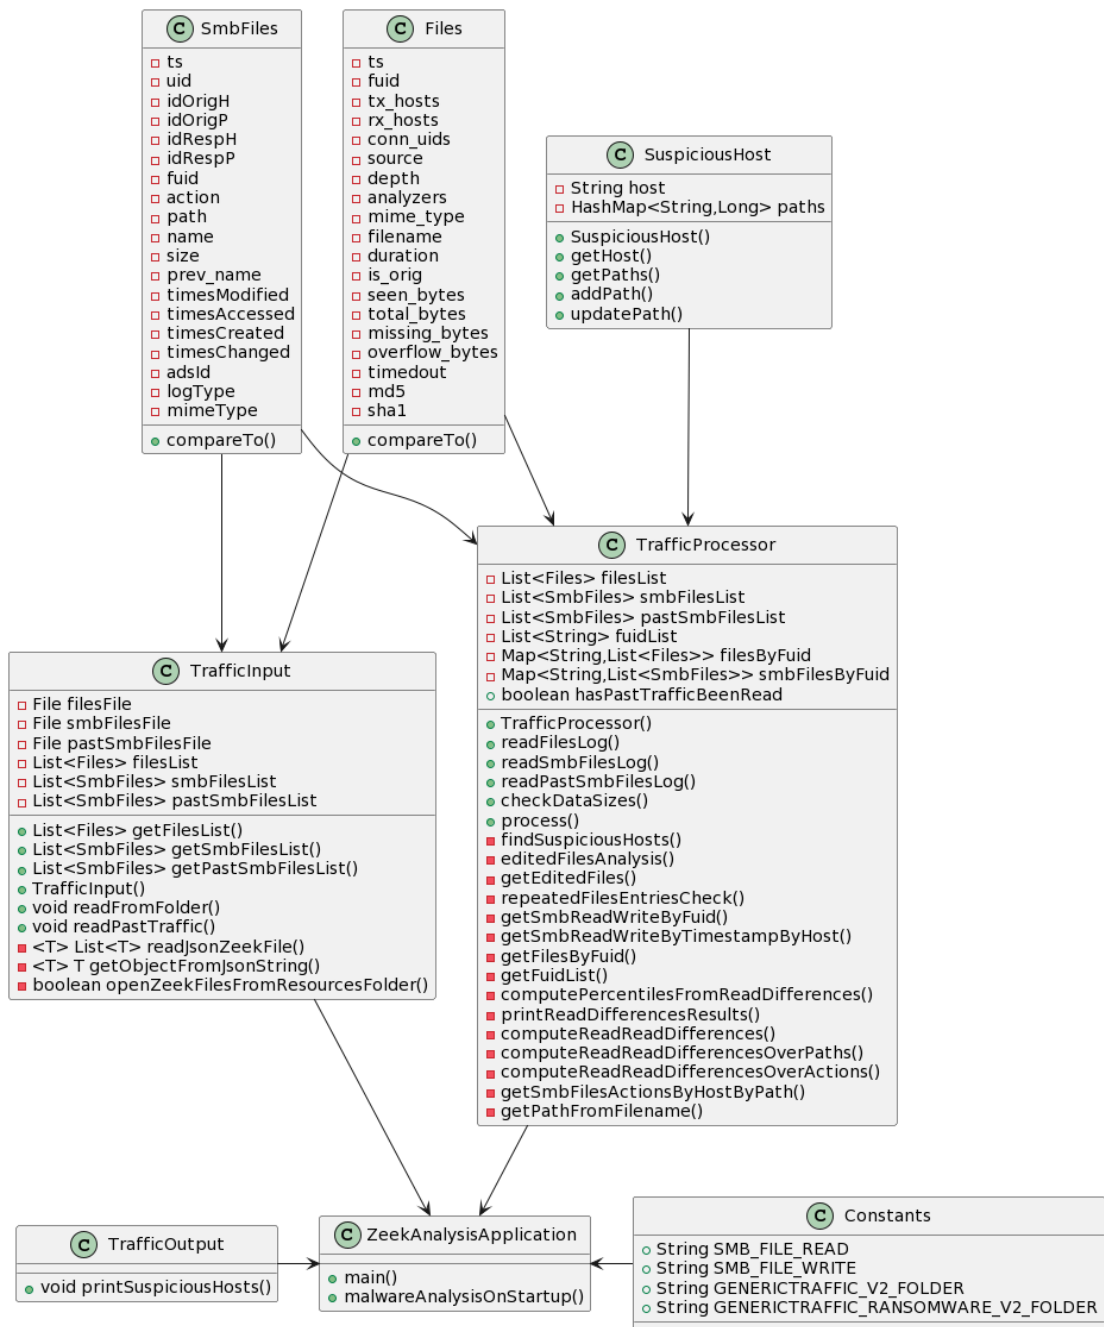 C SmbFiles
ts
uid
idOrigH
idOrigP
idRespH
idRespP
fuid
action
path
name
size
prev_name
timesModified
timesAccessed
timesCreated
timesChanged
adsId
logType
mimeType
compareTo()
C Files
ts
fuid
tx_hosts
rx_hosts
conn_uids
source
depth
analyzers
mime_type
filename
duration
is_orig
seen_bytes
total_bytes
missing_bytes
overflow_bytes
timedout
md5
sha1
compareTo()
C SuspiciousHost
String host
HashMap<String,Long> paths
SuspiciousHost()
getHost()
getPaths()
addPath()
updatePath()
C TrafficInput
File filesFile
File smbFilesFile
File pastSmbFilesFile
List<Files> filesList
List<SmbFiles> smbFilesList
List<SmbFiles> pastSmbFilesList
List<Files> getFilesList()
List<SmbFiles> getSmbFilesList()
List<SmbFiles> getPastSmbFilesList()
TrafficInput()
void readFromFolder()
void readPastTraffic()
<T> List<T> readJsonZeekFile()
<T> T getObjectFromJsonString()
boolean openZeekFilesFromResourcesFolder()
C TrafficProcessor
List<Files> filesList
List<SmbFiles> smbFilesList
List<SmbFiles> pastSmbFilesList
List<String> fuidList
Map<String,List<Files>> filesByFuid
Map<String,List<SmbFiles>> smbFilesByFuid
boolean hasPastTrafficBeenRead
TrafficProcessor()
readFilesLog()
readSmbFilesLog()
readPastSmbFilesLog()
checkDataSizes()
process()
findSuspiciousHosts()
editedFilesAnalysis()
getEditedFiles()
repeatedFilesEntriesCheck()
getSmbReadWriteByFuid()
getSmbReadWriteByTimestampByHost()
getFilesByFuid()
getFuidList()
computePercentilesFromReadDifferences()
printReadDifferencesResults()
computeReadReadDifferences()
computeReadReadDifferencesOverPaths()
computeReadReadDifferencesOverActions()
getSmbFilesActionsByHostByPath()
getPathFromFilename()
C TrafficOutput
void printSuspiciousHosts()
C ZeekAnalysisApplication
main()
malwareAnalysisOnStartup()
C Constants
String SMB_FILE_READ
String SMB_FILE_WRITE
String GENERICTRAFFIC_V2_FOLDER
String GENERICTRAFFIC_RANSOMWARE_V2_FOLDER